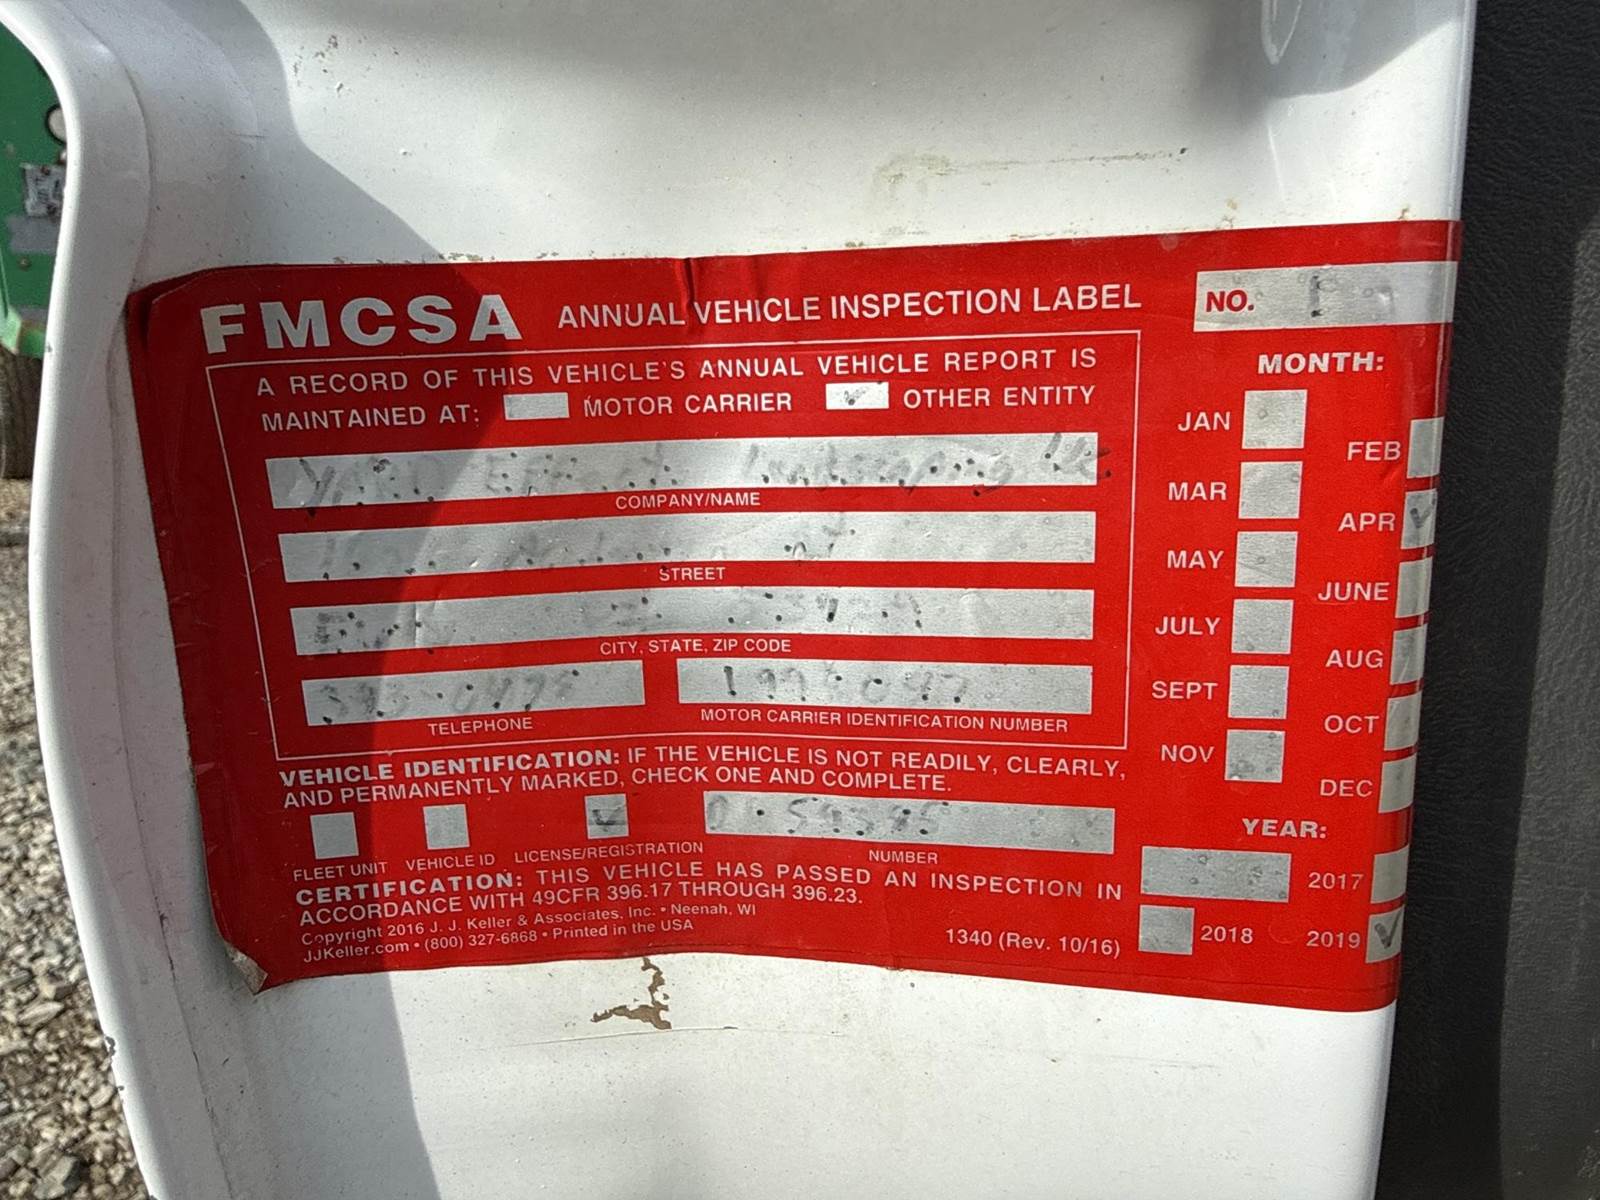 FMCSA ANNUAL VEHICLE INSPECTION LABEL
NO. 1
A RECORD OF THIS VEHICLE'S ANNUAL VEHICLE REPORT IS
MAINTAINED AT: MOTOR CARRIER ✓ OTHER ENTITY
COMPANY/NAME
STREET
CITY, STATE, ZIP CODE
TELEPHONE
MOTOR CARRIER IDENTIFICATION NUMBER
VEHICLE IDENTIFICATION: IF THE VEHICLE IS NOT READILY, CLEARLY,
AND PERMANENTLY MARKED, CHECK ONE AND COMPLETE.
FLEET UNIT VEHICLE ID ✓ LICENSE/REGISTRATION
NUMBER
CERTIFICATION: THIS VEHICLE HAS PASSED AN INSPECTION IN
ACCORDANCE WITH 49CFR 396.17 THROUGH 396.23.
Copyright 2016 J. J. Keller & Associates, Inc. • Neenah, WI
JJKeller.com • (800) 327-6868 • Printed in the USA
1340 (Rev. 10/16)
MONTH:
JAN
FEB
MAR
APR ✓
MAY
JUNE
JULY
AUG
SEPT
OCT
NOV
DEC
YEAR:
2017
2018
2019 ✓